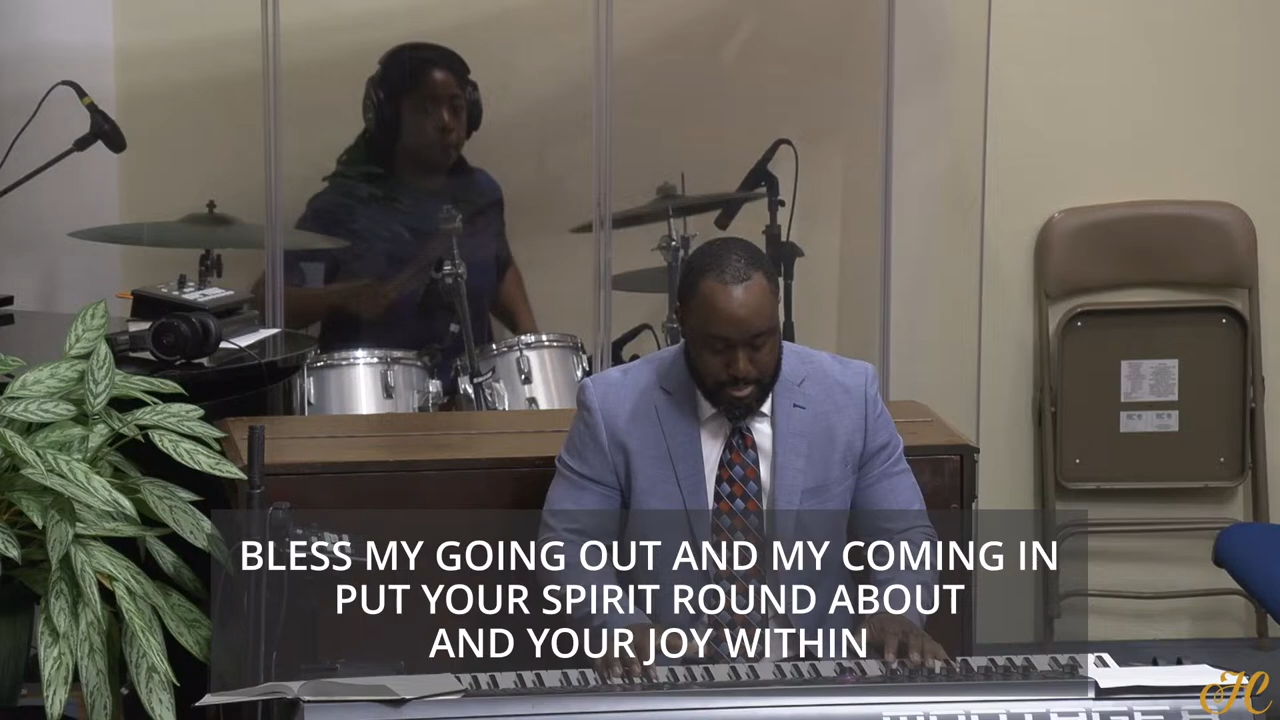 BLESS MY GOING OUT AND MY COMING IN
PUT YOUR SPIRIT ROUND ABOUT
AND YOUR JOY WITHIN